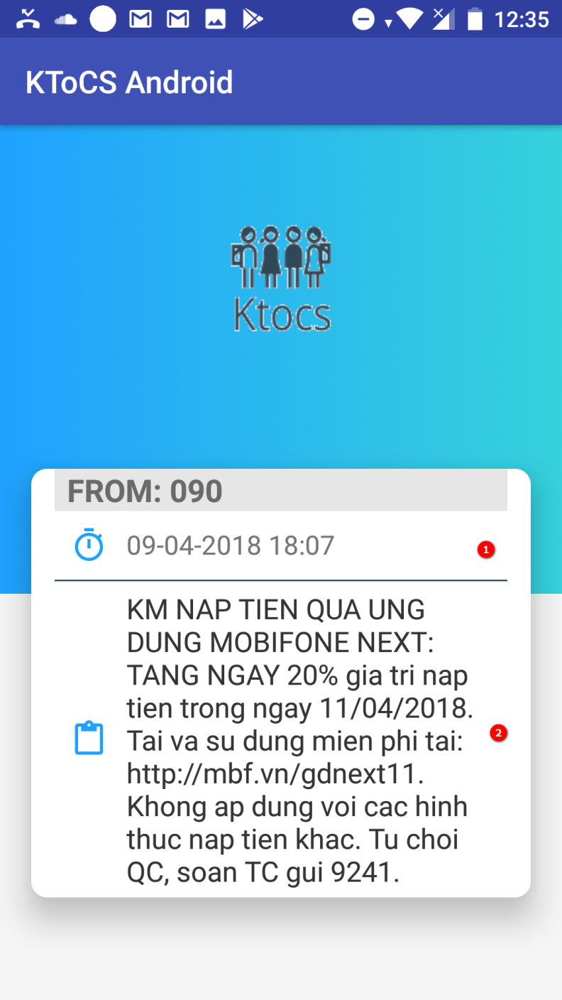 12:35
KToCS Android
Ktocs
FROM: 090
09-04-2018 18:07
1
KM NAP TIEN QUA UNG
DUNG MOBIFONE NEXT:
TANG NGAY 20% gia tri nap
tien trong ngay 11/04/2018.
Tai va su dung mien phi tai:
2
http://mbf.vn/gdnext11.
Khong ap dung voi cac hinh
thuc nap tien khac. Tu choi
QC, soan TC gui 9241.